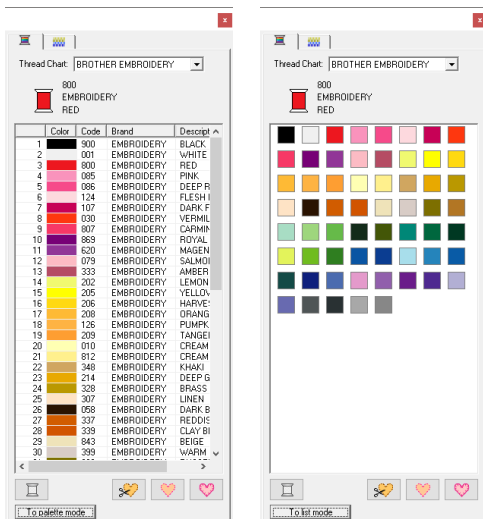 x
Thread Chart: BROTHER EMBROIDERY
800
EMBROIDERY
RED
Color Code Brand Descript
1 900 EMBROIDERY BLACK
2 001 EMBROIDERY WHITE
3 800 EMBROIDERY RED
4 085 EMBROIDERY PINK
5 086 EMBROIDERY DEEP R
6 124 EMBROIDERY FLESH
7 107 EMBROIDERY DARK F
8 030 EMBROIDERY VERMIL
9 807 EMBROIDERY CARMIN
10 869 EMBROIDERY ROYAL
11 620 EMBROIDERY MAGEN
12 079 EMBROIDERY SALMO
13 333 EMBROIDERY AMBER
14 202 EMBROIDERY LEMON
15 205 EMBROIDERY YELLOV
16 206 EMBROIDERY HARVE
17 208 EMBROIDERY ORANG
18 126 EMBROIDERY PUMPK
19 209 EMBROIDERY TANGEI
20 010 EMBROIDERY CREAM
21 812 EMBROIDERY CREAM
22 348 EMBROIDERY KHAKI
23 214 EMBROIDERY DEEP G
24 328 EMBROIDERY BRASS
25 307 EMBROIDERY LINEN
26 058 EMBROIDERY DARK B
27 337 EMBROIDERY REDDIS
28 339 EMBROIDERY CLAY B
29 843 EMBROIDERY BEIGE
30 399 EMBROIDERY WARM
To palette mode
x
Thread Chart: BROTHER EMBROIDERY
800
EMBROIDERY
RED
To list mode